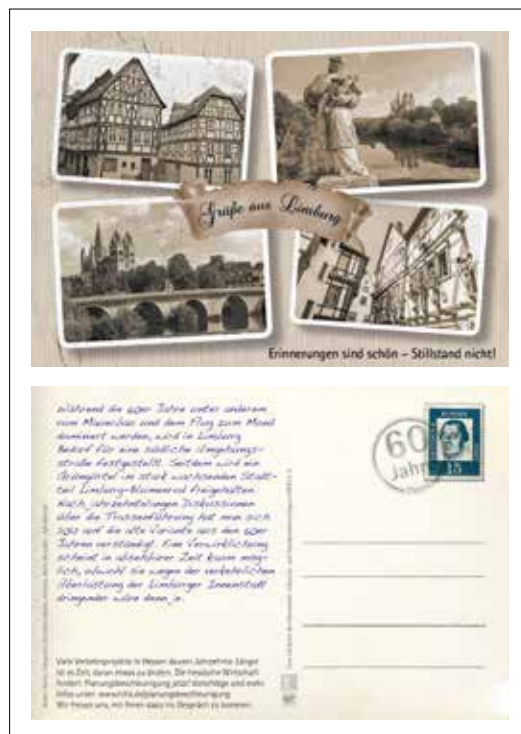 Grüße aus Limburg
Erinnerungen sind schön – Stillstand nicht!
Während die 60er Jahre unter anderem
vom Mauerbau und dem Flug zum Mond
dominiert werden, wird in Limburg
Bedarf für eine südliche Umgehungs-
straße festgestellt. Seitdem wird ein
Grüngürtel im stark wachsenden Stadt-
teil Limburg-Blumenrod freigehalten
Nach jahrzehntelangen Diskussionen
über die Trassenführung hat man sich
auf die alte Variante aus den 60er
Jahren verständigt. Eine Verwirklichung
scheint in absehbarer Zeit kaum mög-
lich, obwohl sie wegen der verkehrlichen
Überlastung der Limburger Innenstadt
dringender wäre denn je.
60
Jahre
15
Viele Verkehrsprojekte in Hessen dauern Jahrzehnte. Länger
ist es Zeit, daran etwas zu ändern. Die hessische Wirtschaft
fordert: Planungsbeschleunigung jetzt! Vorschläge und mehr
Infos unter: www.ihk.de/planungsbeschleunigung
Wir freuen uns, mit Ihnen dazu ins Gespräch zu kommen.